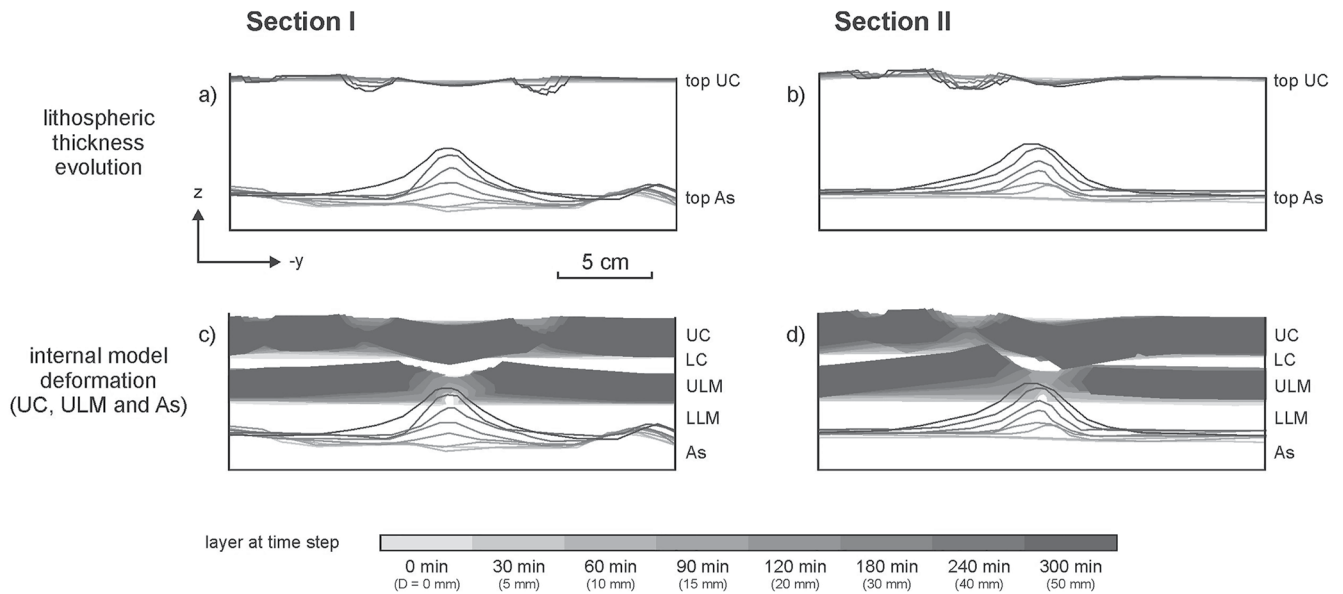 Section I
Section II
a)
top UC
b)
top UC
lithospheric
thickness
evolution
z
top As
top As
-y
5 cm
c)
UC
LC
ULM
LLM
As
d)
UC
LC
ULM
LLM
As
internal model
deformation
(UC, ULM and As)
layer at time step
0 min 30 min 60 min 90 min 120 min 180 min 240 min 300 min
(D = 0 mm) (5 mm) (10 mm) (15 mm) (20 mm) (30 mm) (40 mm) (50 mm)